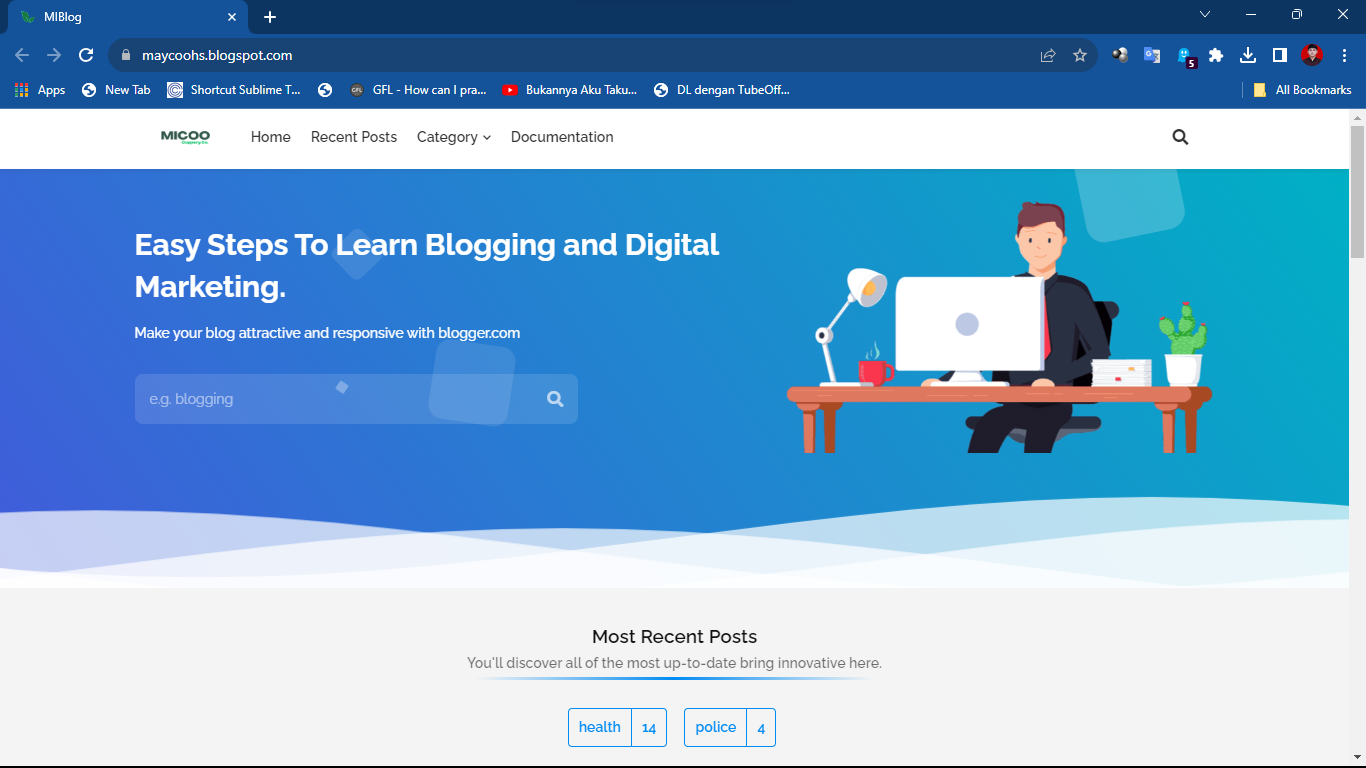 MIBlog
maycoohs.blogspot.com
5
Apps
New Tab
Shortcut Sublime T...
GFL - How can I pra...
Bukannya Aku Taku...
DL dengan TubeOff...
All Bookmarks
MICOO
Home
Recent Posts
Category
Documentation
Easy Steps To Learn Blogging and Digital
Marketing.
Make your blog attractive and responsive with blogger.com
e.g. blogging
Most Recent Posts
You'll discover all of the most up-to-date bring innovative here.
health 14
police 4